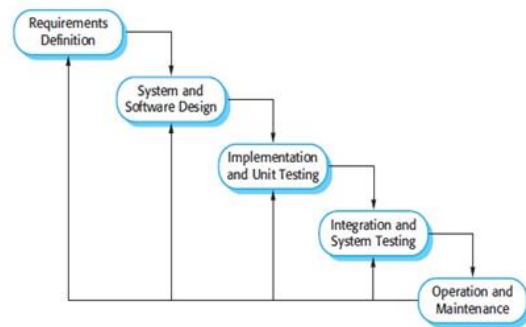 Requirements
Definition
System and
Software Design
Implementation
and Unit Testing
Integration and
System Testing
Operation and
Maintenance